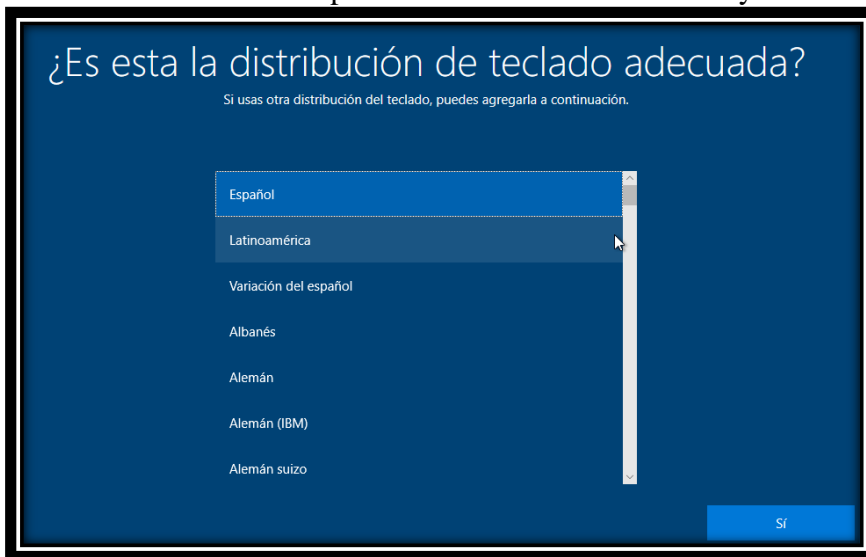 ¿Es esta la distribución de teclado adecuada?
Si usas otra distribución del teclado, puedes agregarla a continuación.
Español
Latinoamérica
Variación del español
Albanés
Alemán
Alemán (IBM)
Alemán suizo
Sí